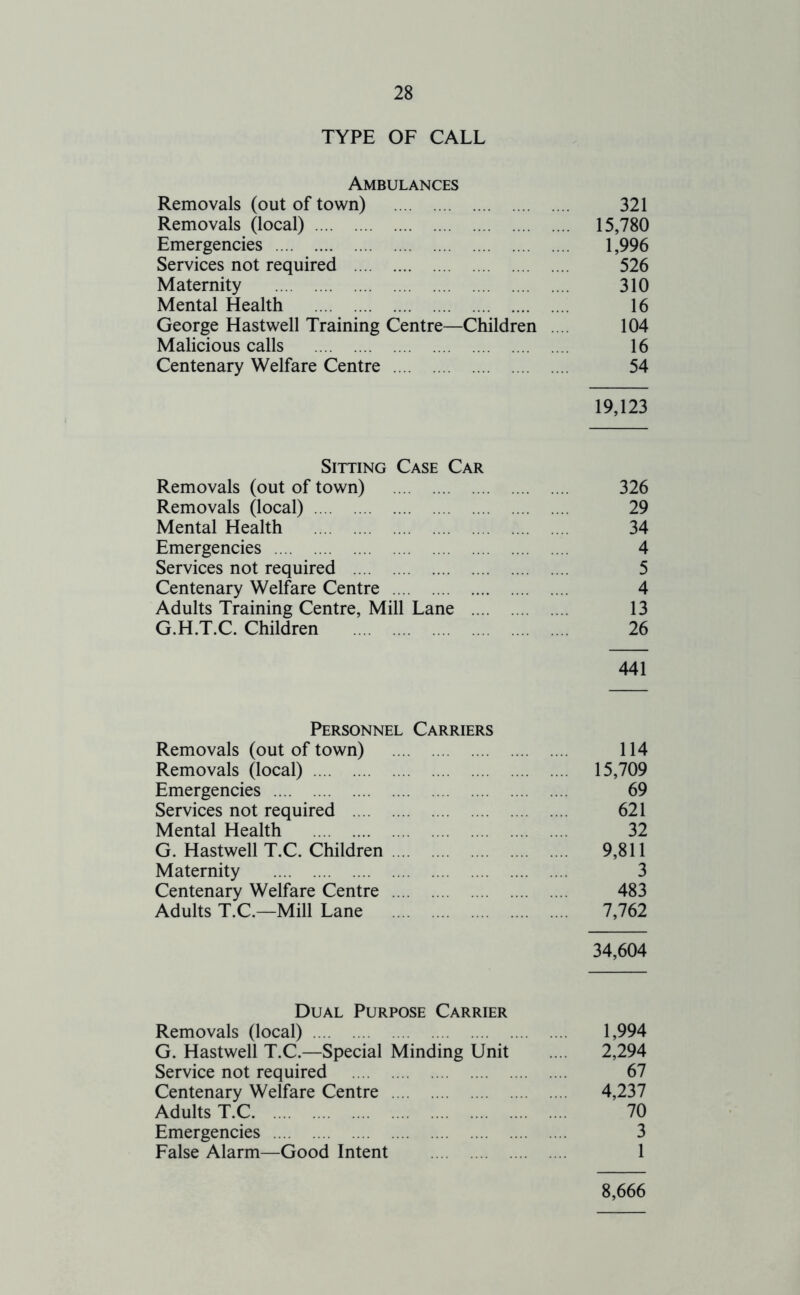 28
TYPE OF CALL
AMBULANCES
Removals (out of town) .... .... .... .... .... 321
Removals (local) .... .... .... .... .... .... .... 15,780
Emergencies .... .... .... .... .... .... .... .... 1,996
Services not required .... .... .... .... .... .... 526
Maternity .... .... .... .... .... .... .... .... 310
Mental Health .... .... .... .... .... .... .... 16
George Hastwell Training Centre—Children .... 104
Malicious calls .... .... .... .... .... .... .... 16
Centenary Welfare Centre .... .... .... .... .... 54
19,123
SITTING CASE CAR
Removals (out of town) .... .... .... .... .... 326
Removals (local) .... .... .... .... .... .... .... 29
Mental Health .... .... .... .... .... .... .... 34
Emergencies .... .... .... .... .... .... .... .... 4
Services not required .... .... .... .... .... .... 5
Centenary Welfare Centre .... .... .... .... .... 4
Adults Training Centre, Mill Lane .... .... .... 13
G.H.T.C. Children .... .... .... .... .... .... 26
441
PERSONNEL CARRIERS
Removals (out of town) .... .... .... .... .... 114
Removals (local) .... .... .... .... .... .... .... 15,709
Emergencies .... .... .... .... .... .... .... .... 69
Services not required .... .... .... .... .... .... 621
Mental Health .... .... .... .... .... .... .... 32
G. Hastwell T.C. Children .... .... .... .... .... 9,811
Maternity .... .... .... .... .... .... .... .... 3
Centenary Welfare Centre .... .... .... .... .... 483
Adults T.C.—Mill Lane .... .... .... .... .... 7,762
34,604
DUAL PURPOSE CARRIER
Removals (local) .... .... .... .... .... .... .... 1,994
G. Hastwell T.C.—Special Minding Unit .... 2,294
Service not required .... .... .... .... .... .... 67
Centenary Welfare Centre .... .... .... .... .... 4,237
Adults T.C. .... .... .... .... .... .... .... .... 70
Emergencies .... .... .... .... .... .... .... .... 3
False Alarm—Good Intent .... .... .... .... 1
8,666